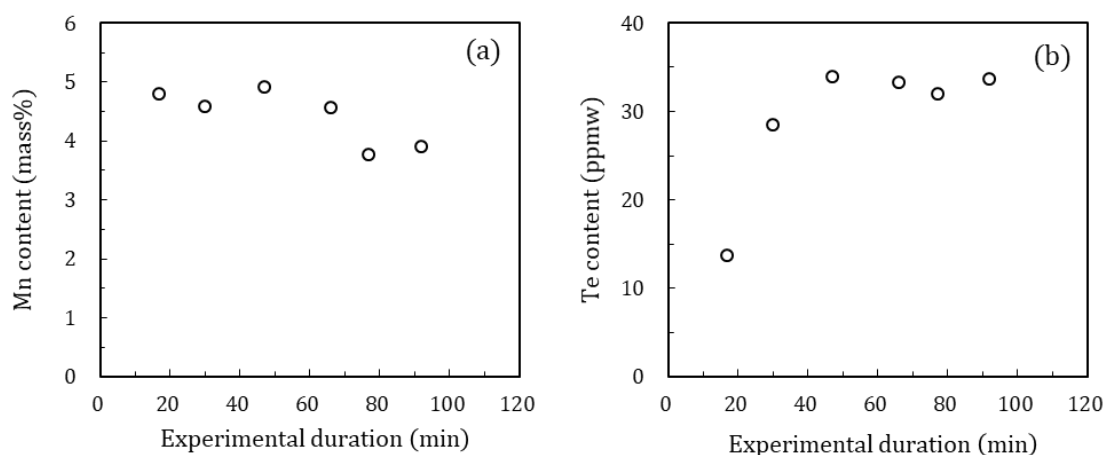 (a)
Mn content (mass%)
6
5
4
3
2
1
0
0 20 40 60 80 100 120
Experimental duration (min)
(b)
Te content (ppmw)
40
30
20
10
0
0 20 40 60 80 100 120
Experimental duration (min)